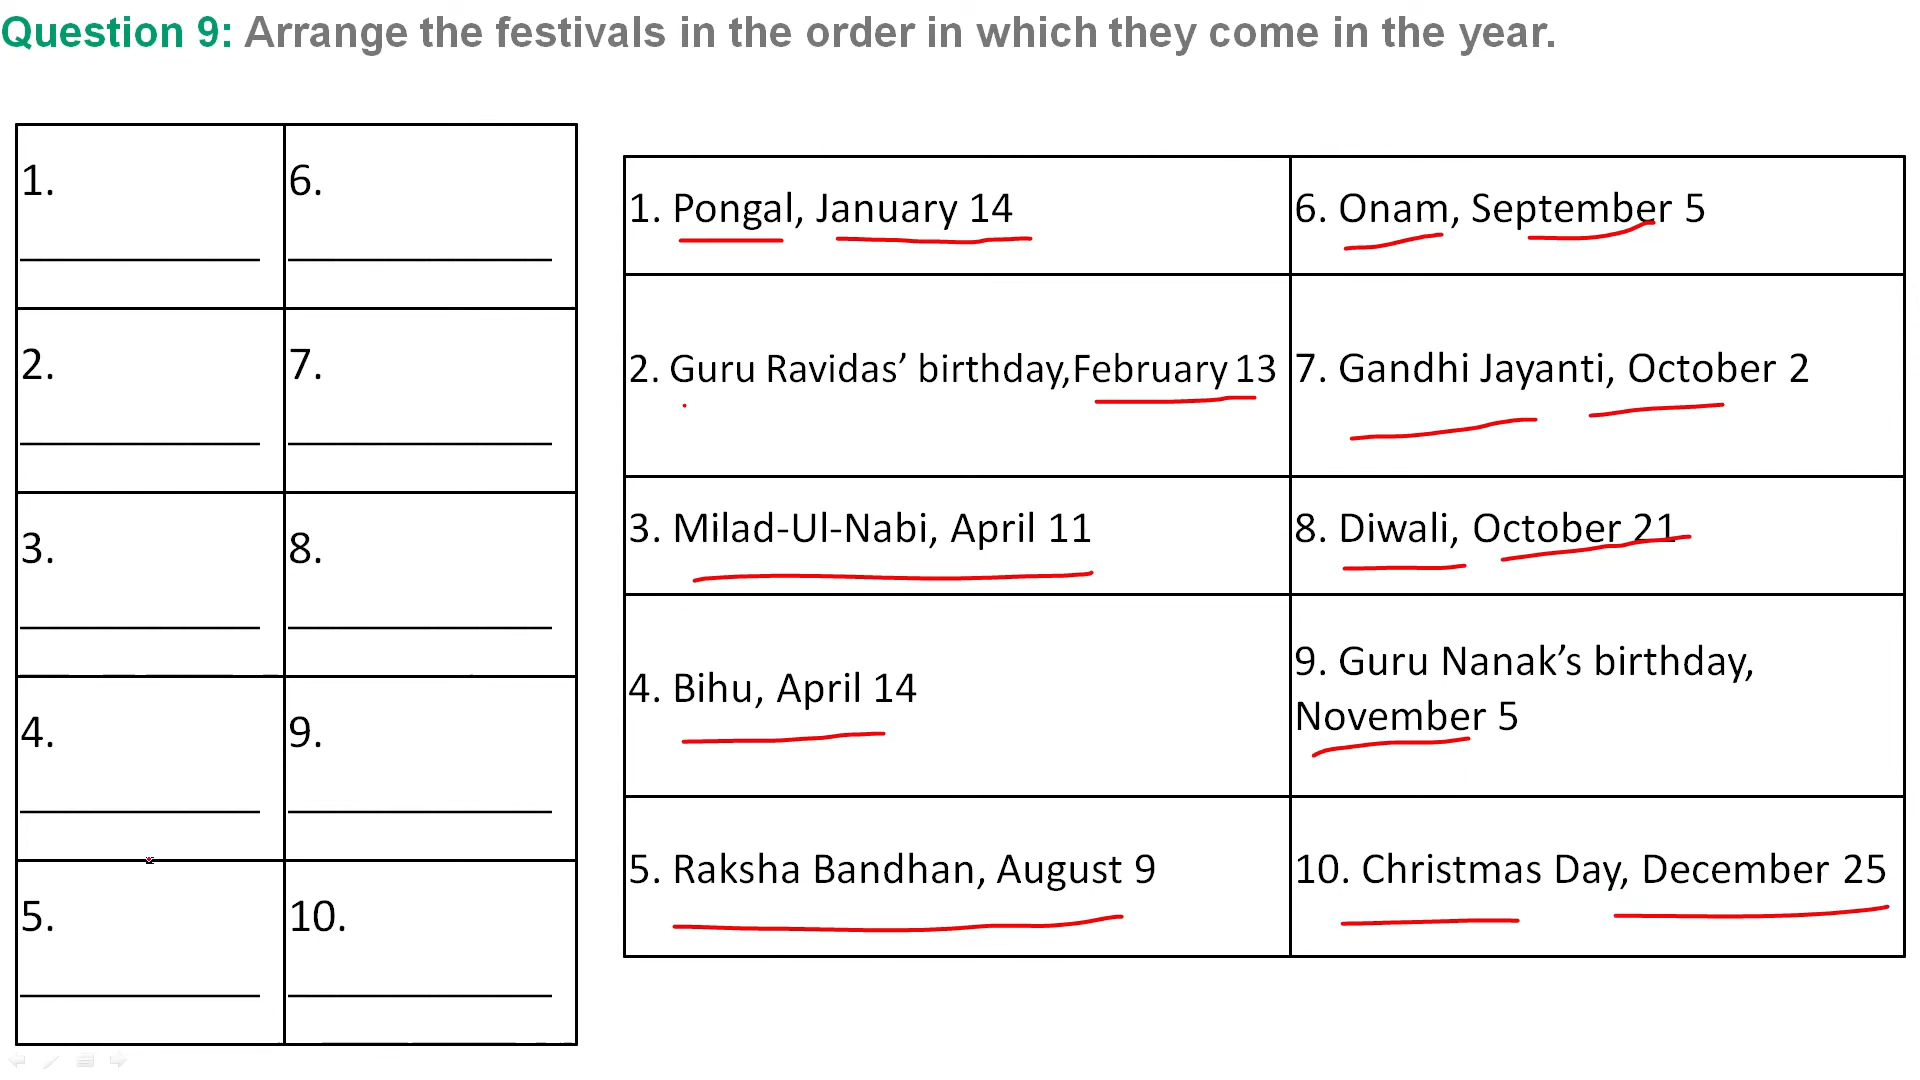 Question 9: Arrange the festivals in the order in which they come in the year.
1.
6.
2.
7.
3.
8.
4.
9.
5.
10.
1. Pongal, January 14
6. Onam, September 5
2. Guru Ravidas’ birthday,February 13
7. Gandhi Jayanti, October 2
3. Milad-Ul-Nabi, April 11
8. Diwali, October 21
4. Bihu, April 14
9. Guru Nanak’s birthday,
November 5
5. Raksha Bandhan, August 9
10. Christmas Day, December 25